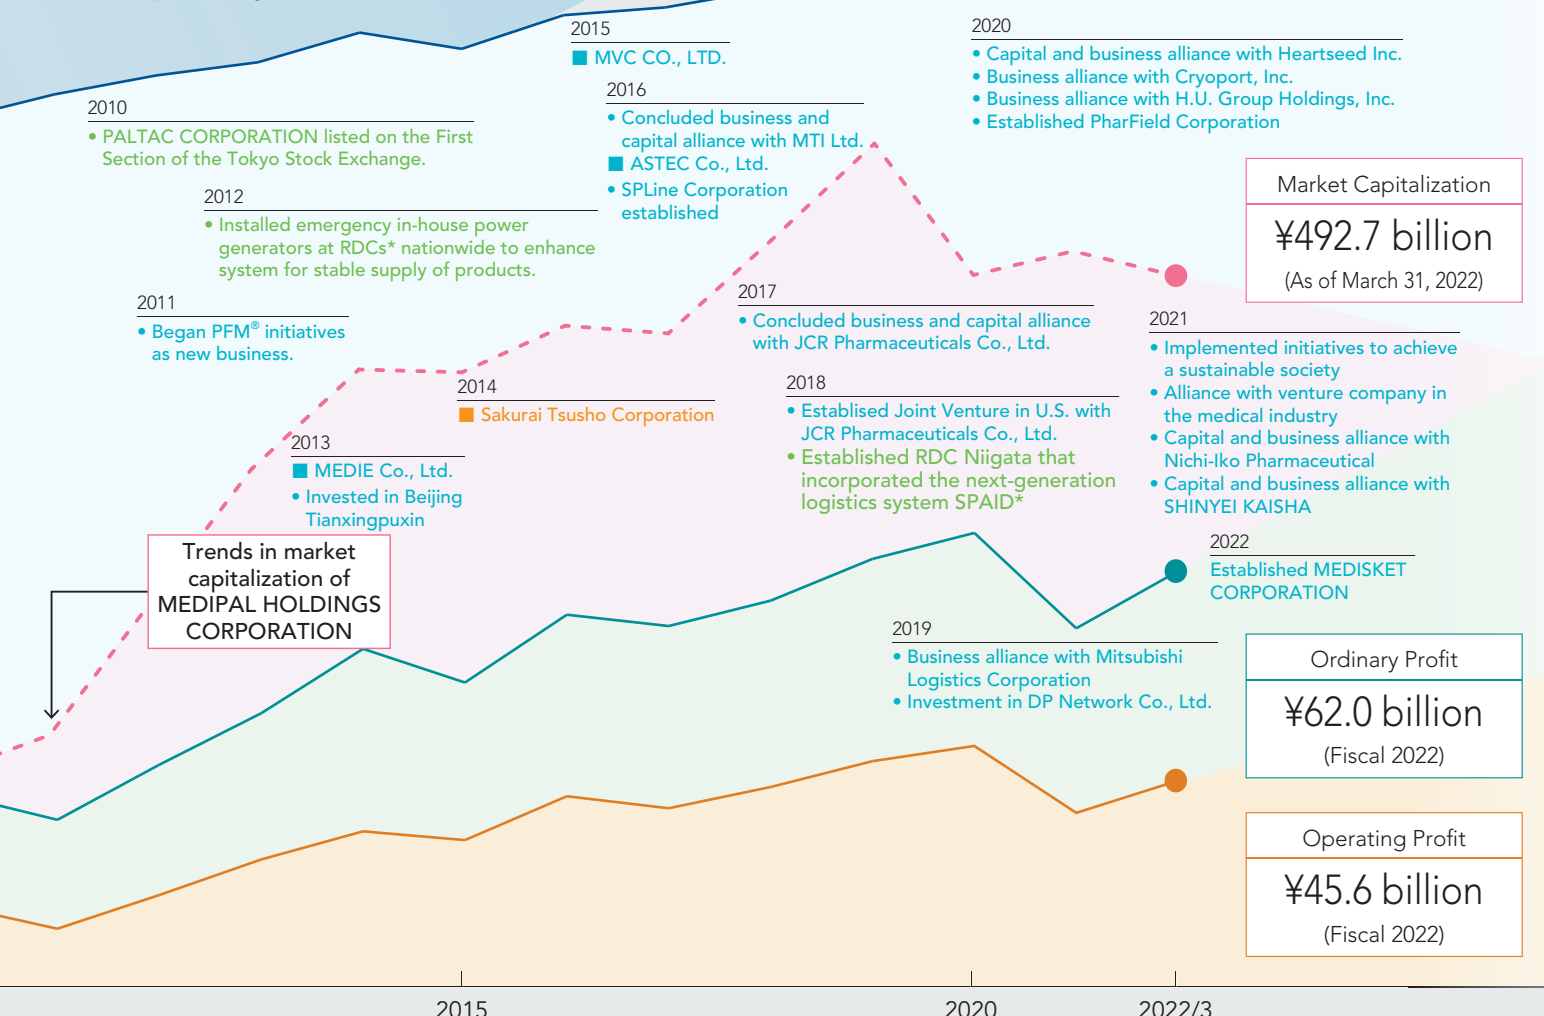 2010
• PALTAC CORPORATION listed on the First
Section of the Tokyo Stock Exchange.
2012
• Installed emergency in-house power
generators at RDCs* nationwide to enhance
system for stable supply of products.
2011
• Began PFM® initiatives
as new business.
2013
■ MEDIE Co., Ltd.
• Invested in Beijing
Tianxingpuxin
2014
■ Sakurai Tsusho Corporation
2015
■ MVC CO., LTD.
2016
• Concluded business and
capital alliance with MTI Ltd.
■ ASTEC Co., Ltd.
• SPLine Corporation
established
2017
• Concluded business and capital alliance
with JCR Pharmaceuticals Co., Ltd.
2018
• Establised Joint Venture in U.S. with
JCR Pharmaceuticals Co., Ltd.
• Established RDC Niigata that
incorporated the next-generation
logistics system SPAID*
2019
• Business alliance with Mitsubishi
Logistics Corporation
• Investment in DP Network Co., Ltd.
2020
• Capital and business alliance with Heartseed Inc.
• Business alliance with Cryoport, Inc.
• Business alliance with H.U. Group Holdings, Inc.
• Established PharField Corporation
Market Capitalization
¥492.7 billion
(As of March 31, 2022)
2021
• Implemented initiatives to achieve
a sustainable society
• Alliance with venture company in
the medical industry
• Capital and business alliance with
Nichi-Iko Pharmaceutical
• Capital and business alliance with
SHINYEI KAISHA
2022
Established MEDISKET
CORPORATION
Trends in market
capitalization of
MEDIPAL HOLDINGS
CORPORATION
Ordinary Profit
¥62.0 billion
(Fiscal 2022)
Operating Profit
¥45.6 billion
(Fiscal 2022)
2015
2020
2022/3